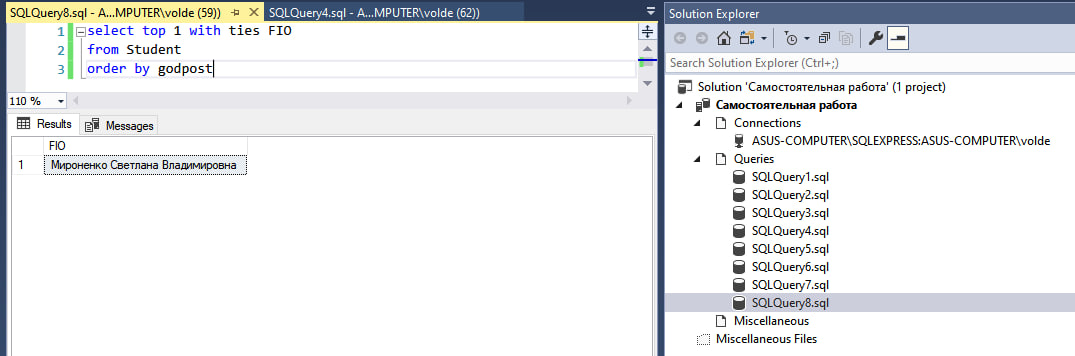 SQLQuery8.sql - A...MPUTER\volde (59))
SQLQuery4.sql - A...MPUTER\volde (62))
1 select top 1 with ties FIO
2 from Student
3 order by godpost
110 %
Results Messages
FIO
1 Мироненко Светлана Владимировна
Solution Explorer
Search Solution Explorer (Ctrl+;)
Solution 'Самостоятельная работа' (1 project)
Самостоятельная работа
Connections
ASUS-COMPUTER\SQLEXPRESS:ASUS-COMPUTER\volde
Queries
SQLQuery1.sql
SQLQuery2.sql
SQLQuery3.sql
SQLQuery4.sql
SQLQuery5.sql
SQLQuery6.sql
SQLQuery7.sql
SQLQuery8.sql
Miscellaneous
Miscellaneous Files